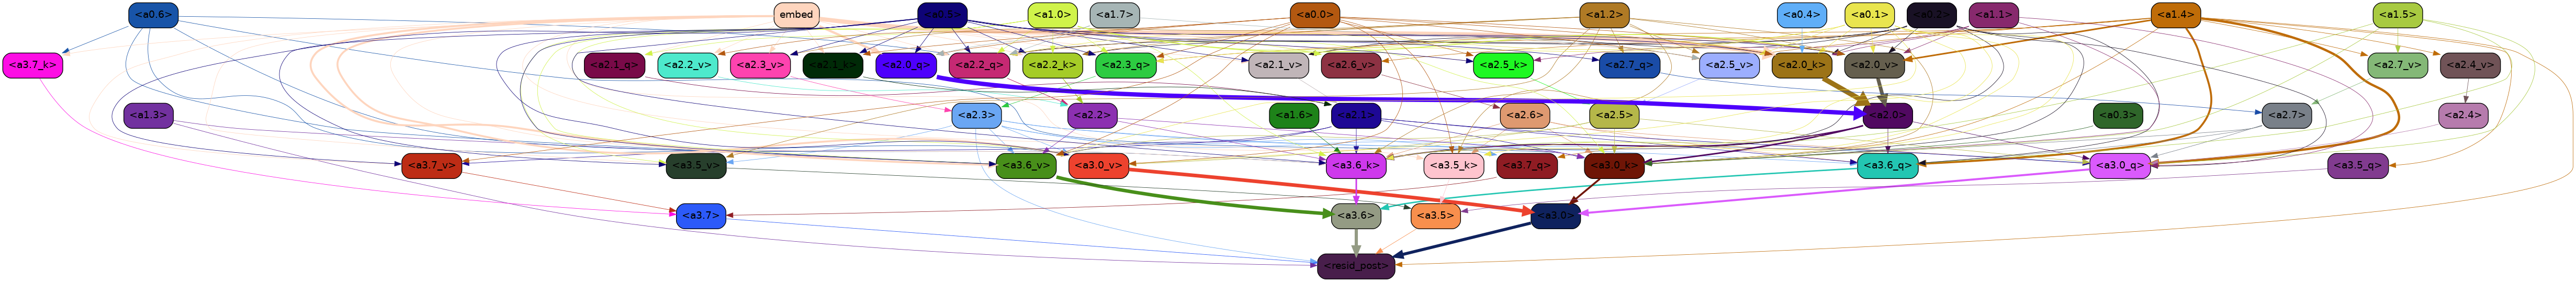 <a0.6> embed <a0.5> <a1.0> <a1.7> <a0.0> <a1.2> <a0.4> <a0.1> <a0.2> <a1.1> <a1.4> <a1.5>
<a3.7_k> <a2.1_q> <a2.2_v> <a2.3_v> <a2.1_k> <a2.0_q> <a2.2_q> <a2.2_k> <a2.3_q> <a2.1_v> <a2.6_v> <a2.5_k> <a2.7_q> <a2.5_v> <a2.0_k> <a2.0_v> <a2.7_v> <a2.4_v>
<a1.3> <a2.3> <a2.2> <a1.6> <a2.1> <a2.6> <a2.5> <a2.0> <a0.3> <a2.7> <a2.4>
<a3.7_v> <a3.5_v> <a3.6_v> <a3.0_v> <a3.6_k> <a3.5_k> <a3.7_q> <a3.0_k> <a3.6_q> <a3.0_q> <a3.5_q>
<a3.7> <a3.6> <a3.5> <a3.0>
<resid_post>